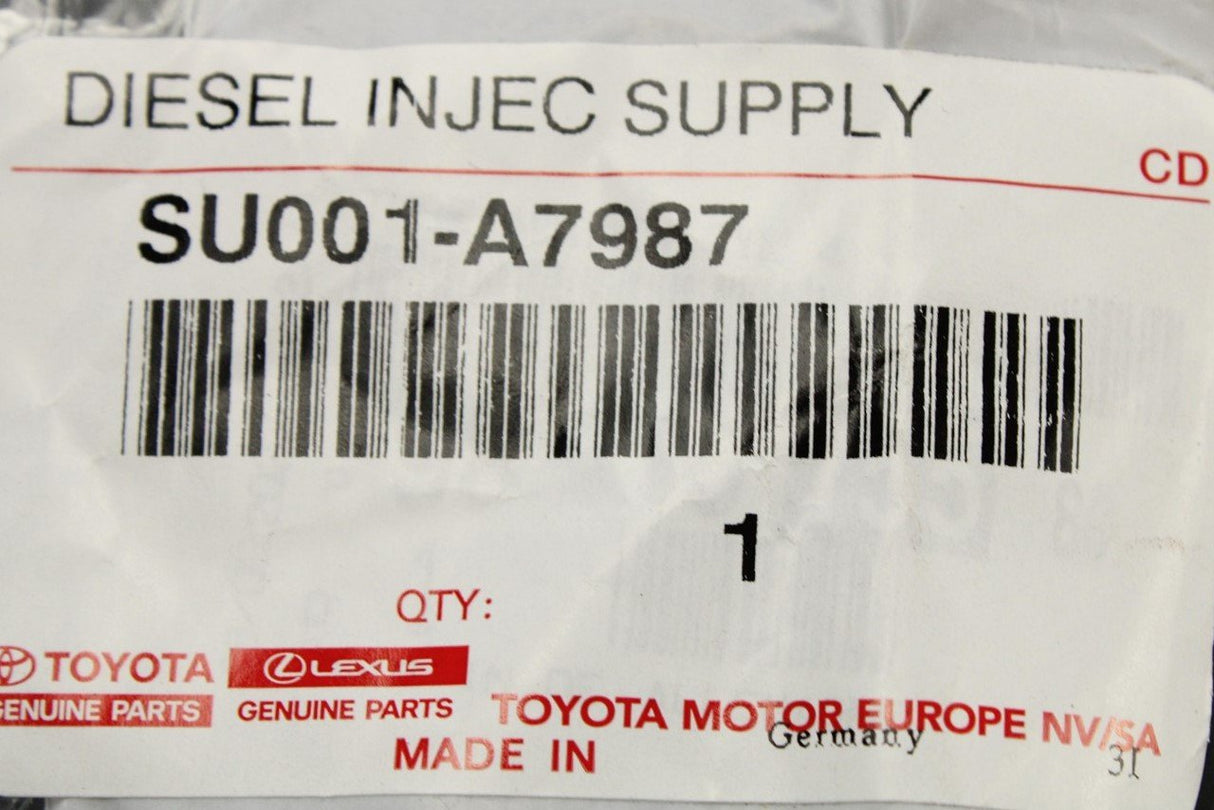 DIESEL INJEC SUPPLY
CD
SU001-A7987
1
QTY:
TOYOTA LEXUS
GENUINE PARTS GENUINE PARTS TOYOTA MOTOR EUROPE NV/SA
MADE IN Germany 3I